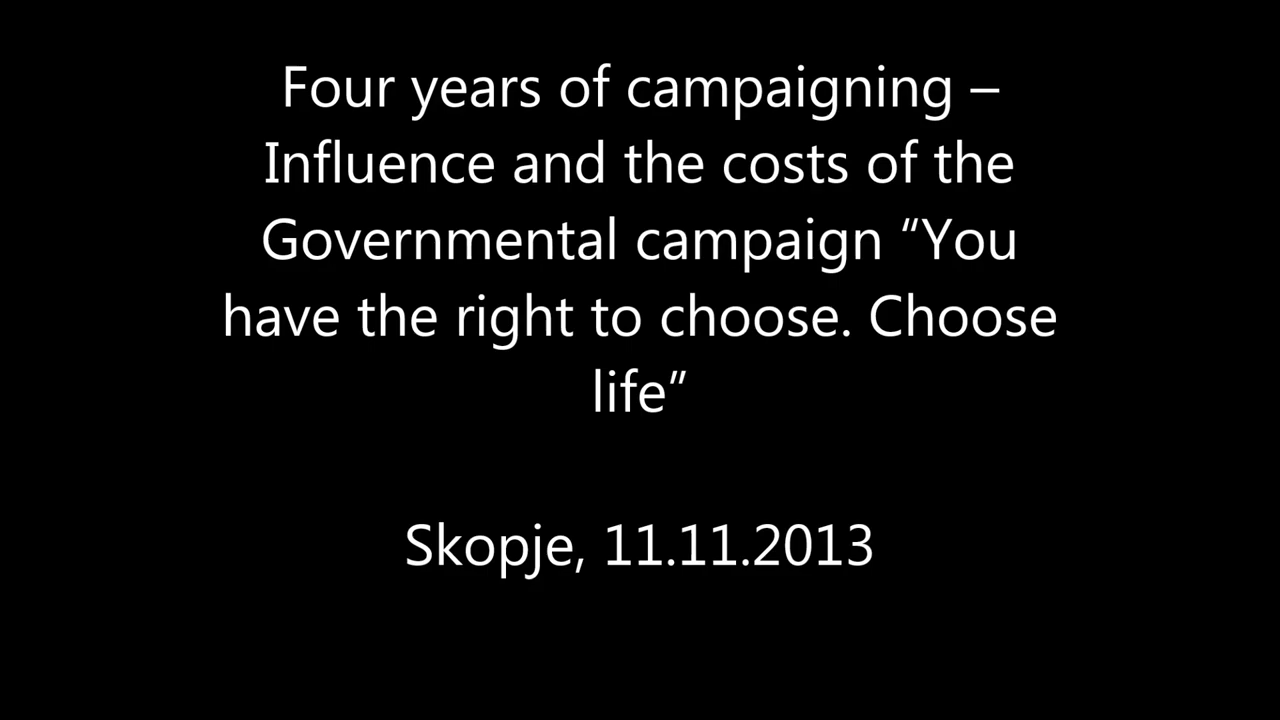 Four years of campaigning –
Influence and the costs of the
Governmental campaign “You
have the right to choose. Choose
life”
Skopje, 11.11.2013